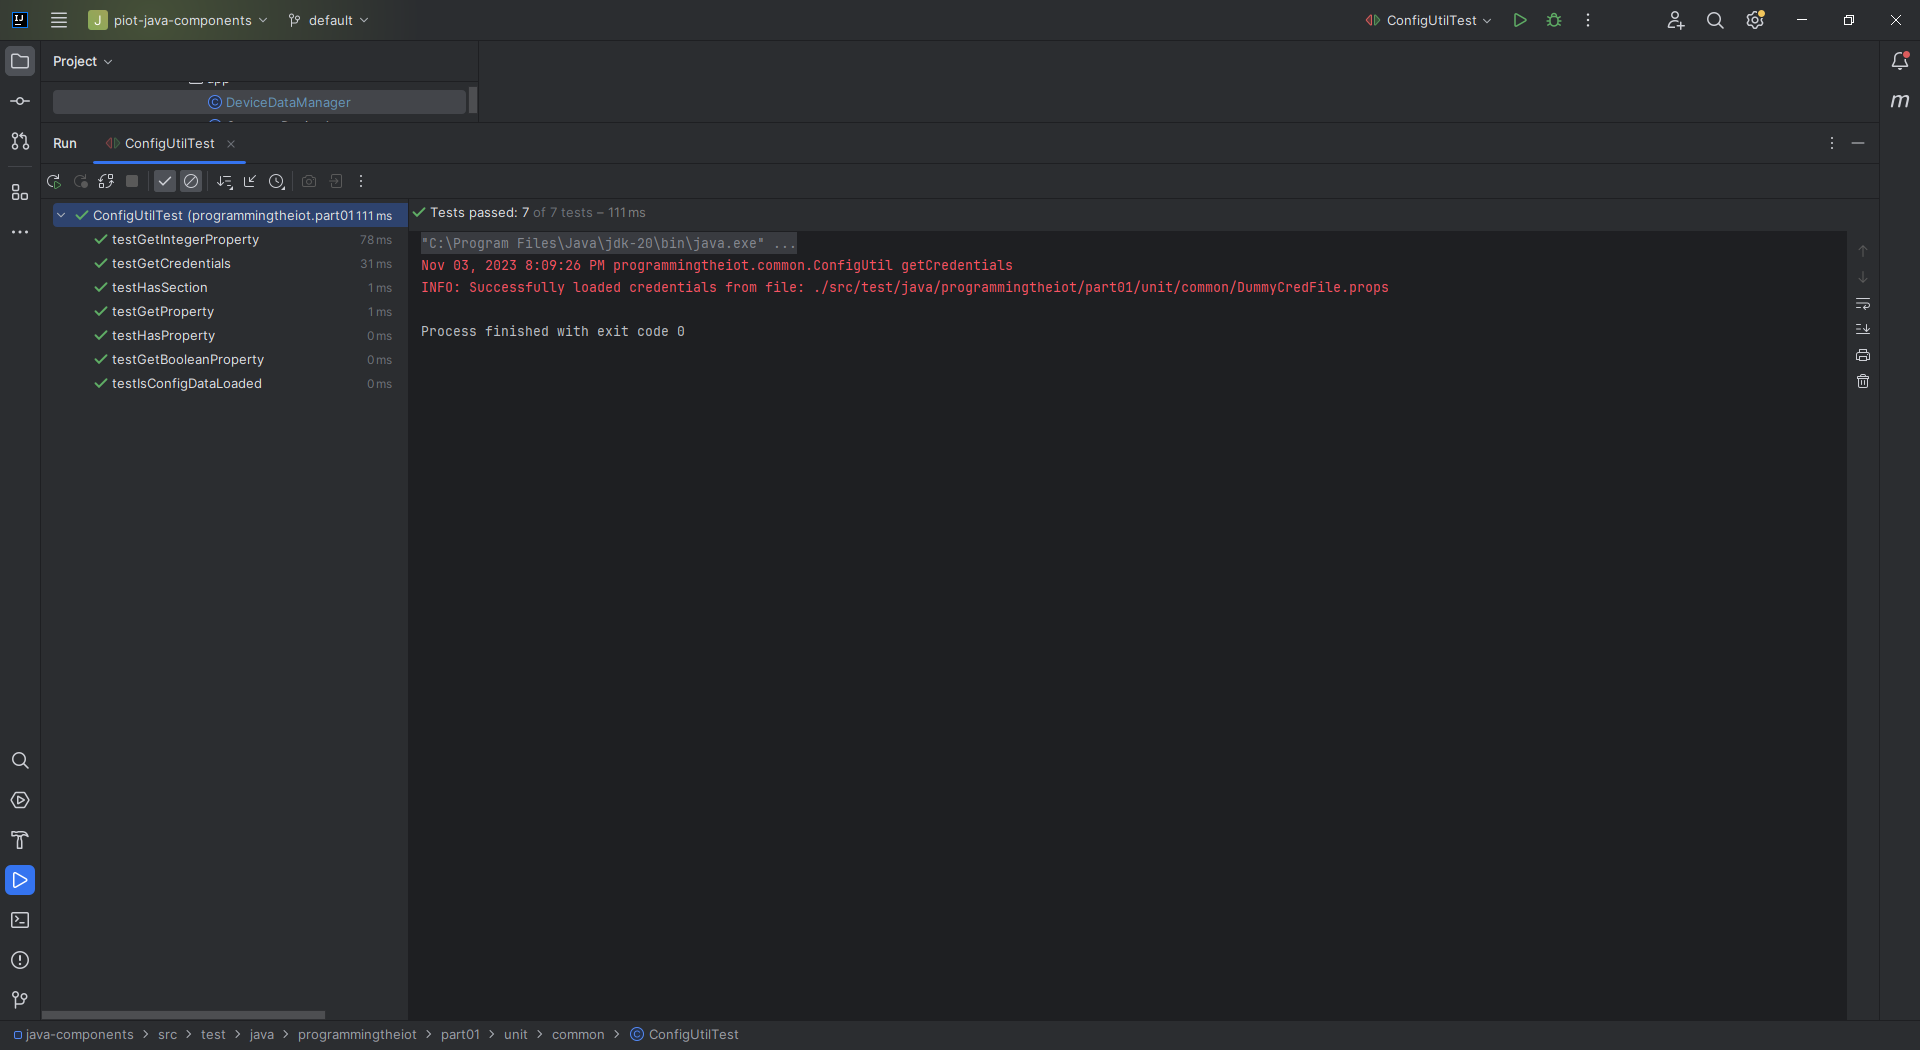 J piot-java-components default ConfigUtilTest
Project
app
DeviceDataManager
Run ConfigUtilTest
ConfigUtilTest (programmingtheiot.part01 111 ms
Tests passed: 7 of 7 tests – 111 ms
testGetIntegerProperty 78 ms
testGetCredentials 31 ms
testHasSection 1 ms
testGetProperty 1 ms
testHasProperty 0 ms
testGetBooleanProperty 0 ms
testIsConfigDataLoaded 0 ms
"C:\Program Files\Java\jdk-20\bin\java.exe" ...
Nov 03, 2023 8:09:26 PM programmingtheiot.common.ConfigUtil getCredentials
INFO: Successfully loaded credentials from file: ./src/test/java/programmingtheiot/part01/unit/common/DummyCredFile.props
Process finished with exit code 0
java-components > src > test > java > programmingtheiot > part01 > unit > common > ConfigUtilTest